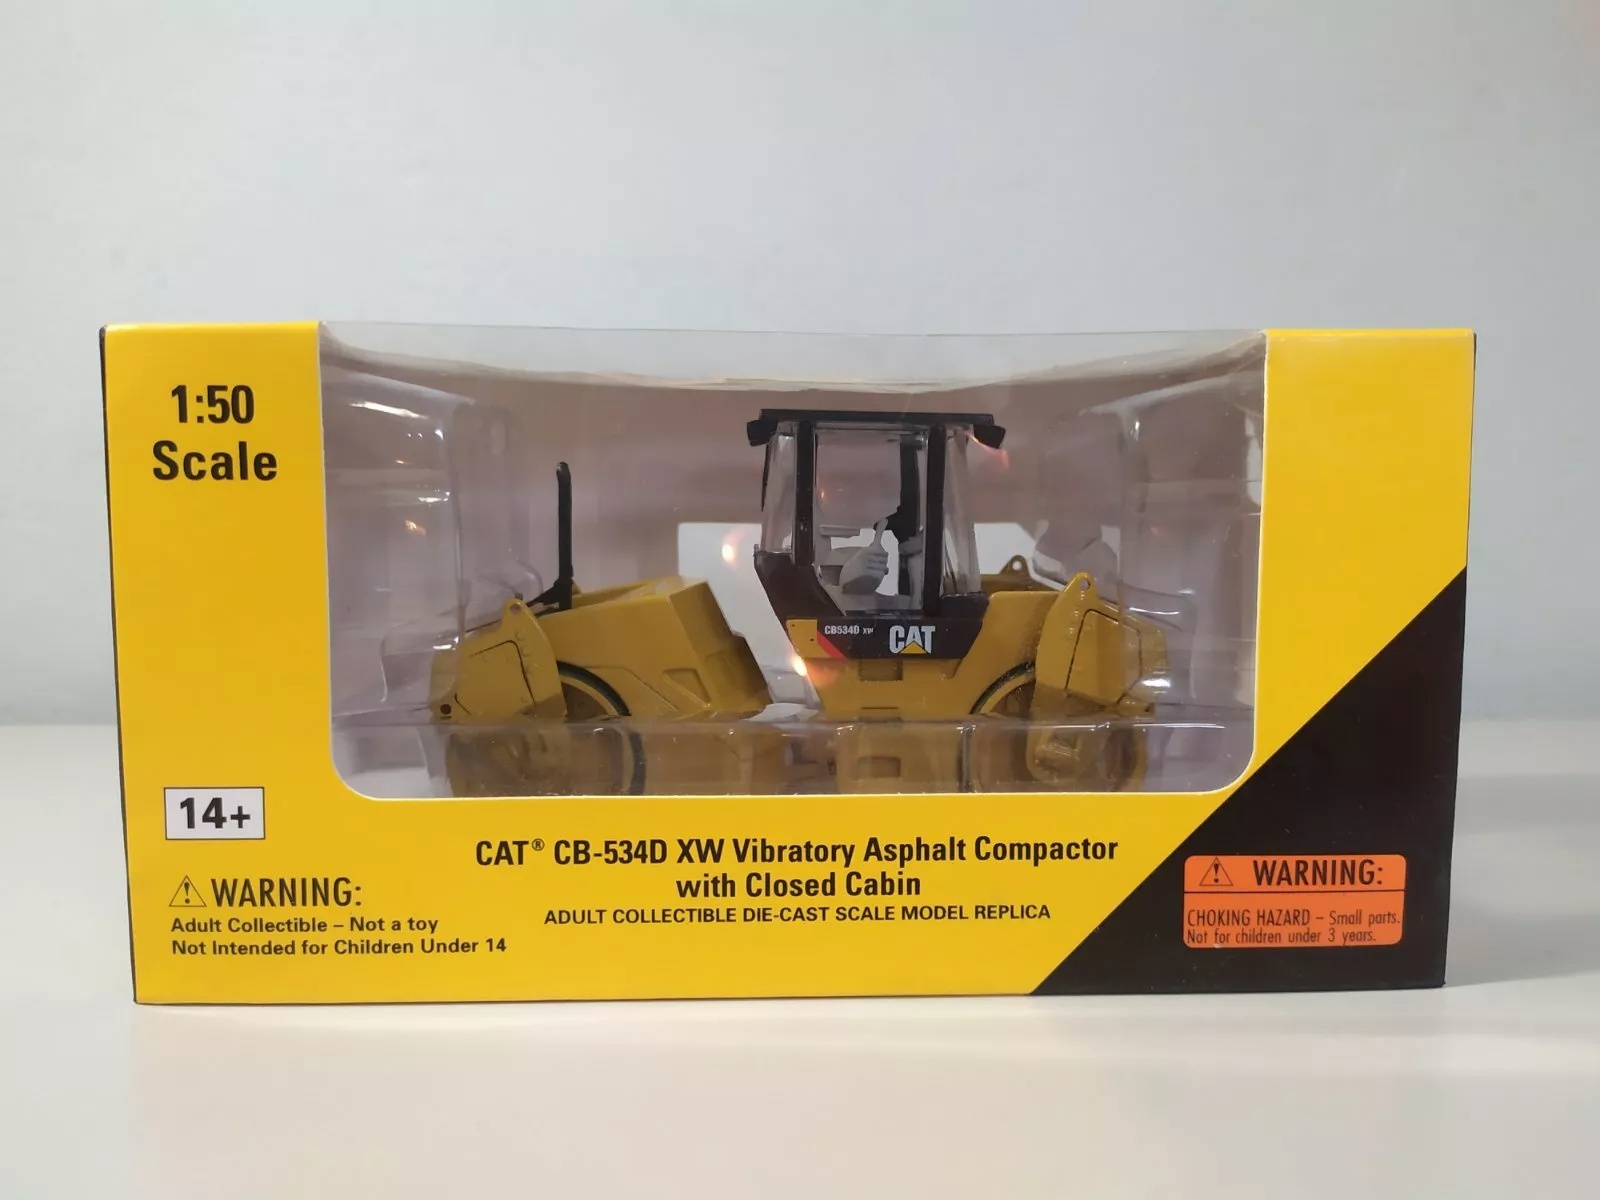 1:50
Scale
CB534D XW
CAT
14+
CAT® CB-534D XW Vibratory Asphalt Compactor
with Closed Cabin
ADULT COLLECTIBLE DIE-CAST SCALE MODEL REPLICA
⚠ WARNING:
Adult Collectible – Not a toy
Not Intended for Children Under 14
⚠ WARNING:
CHOKING HAZARD – Small parts.
Not for children under 3 years.